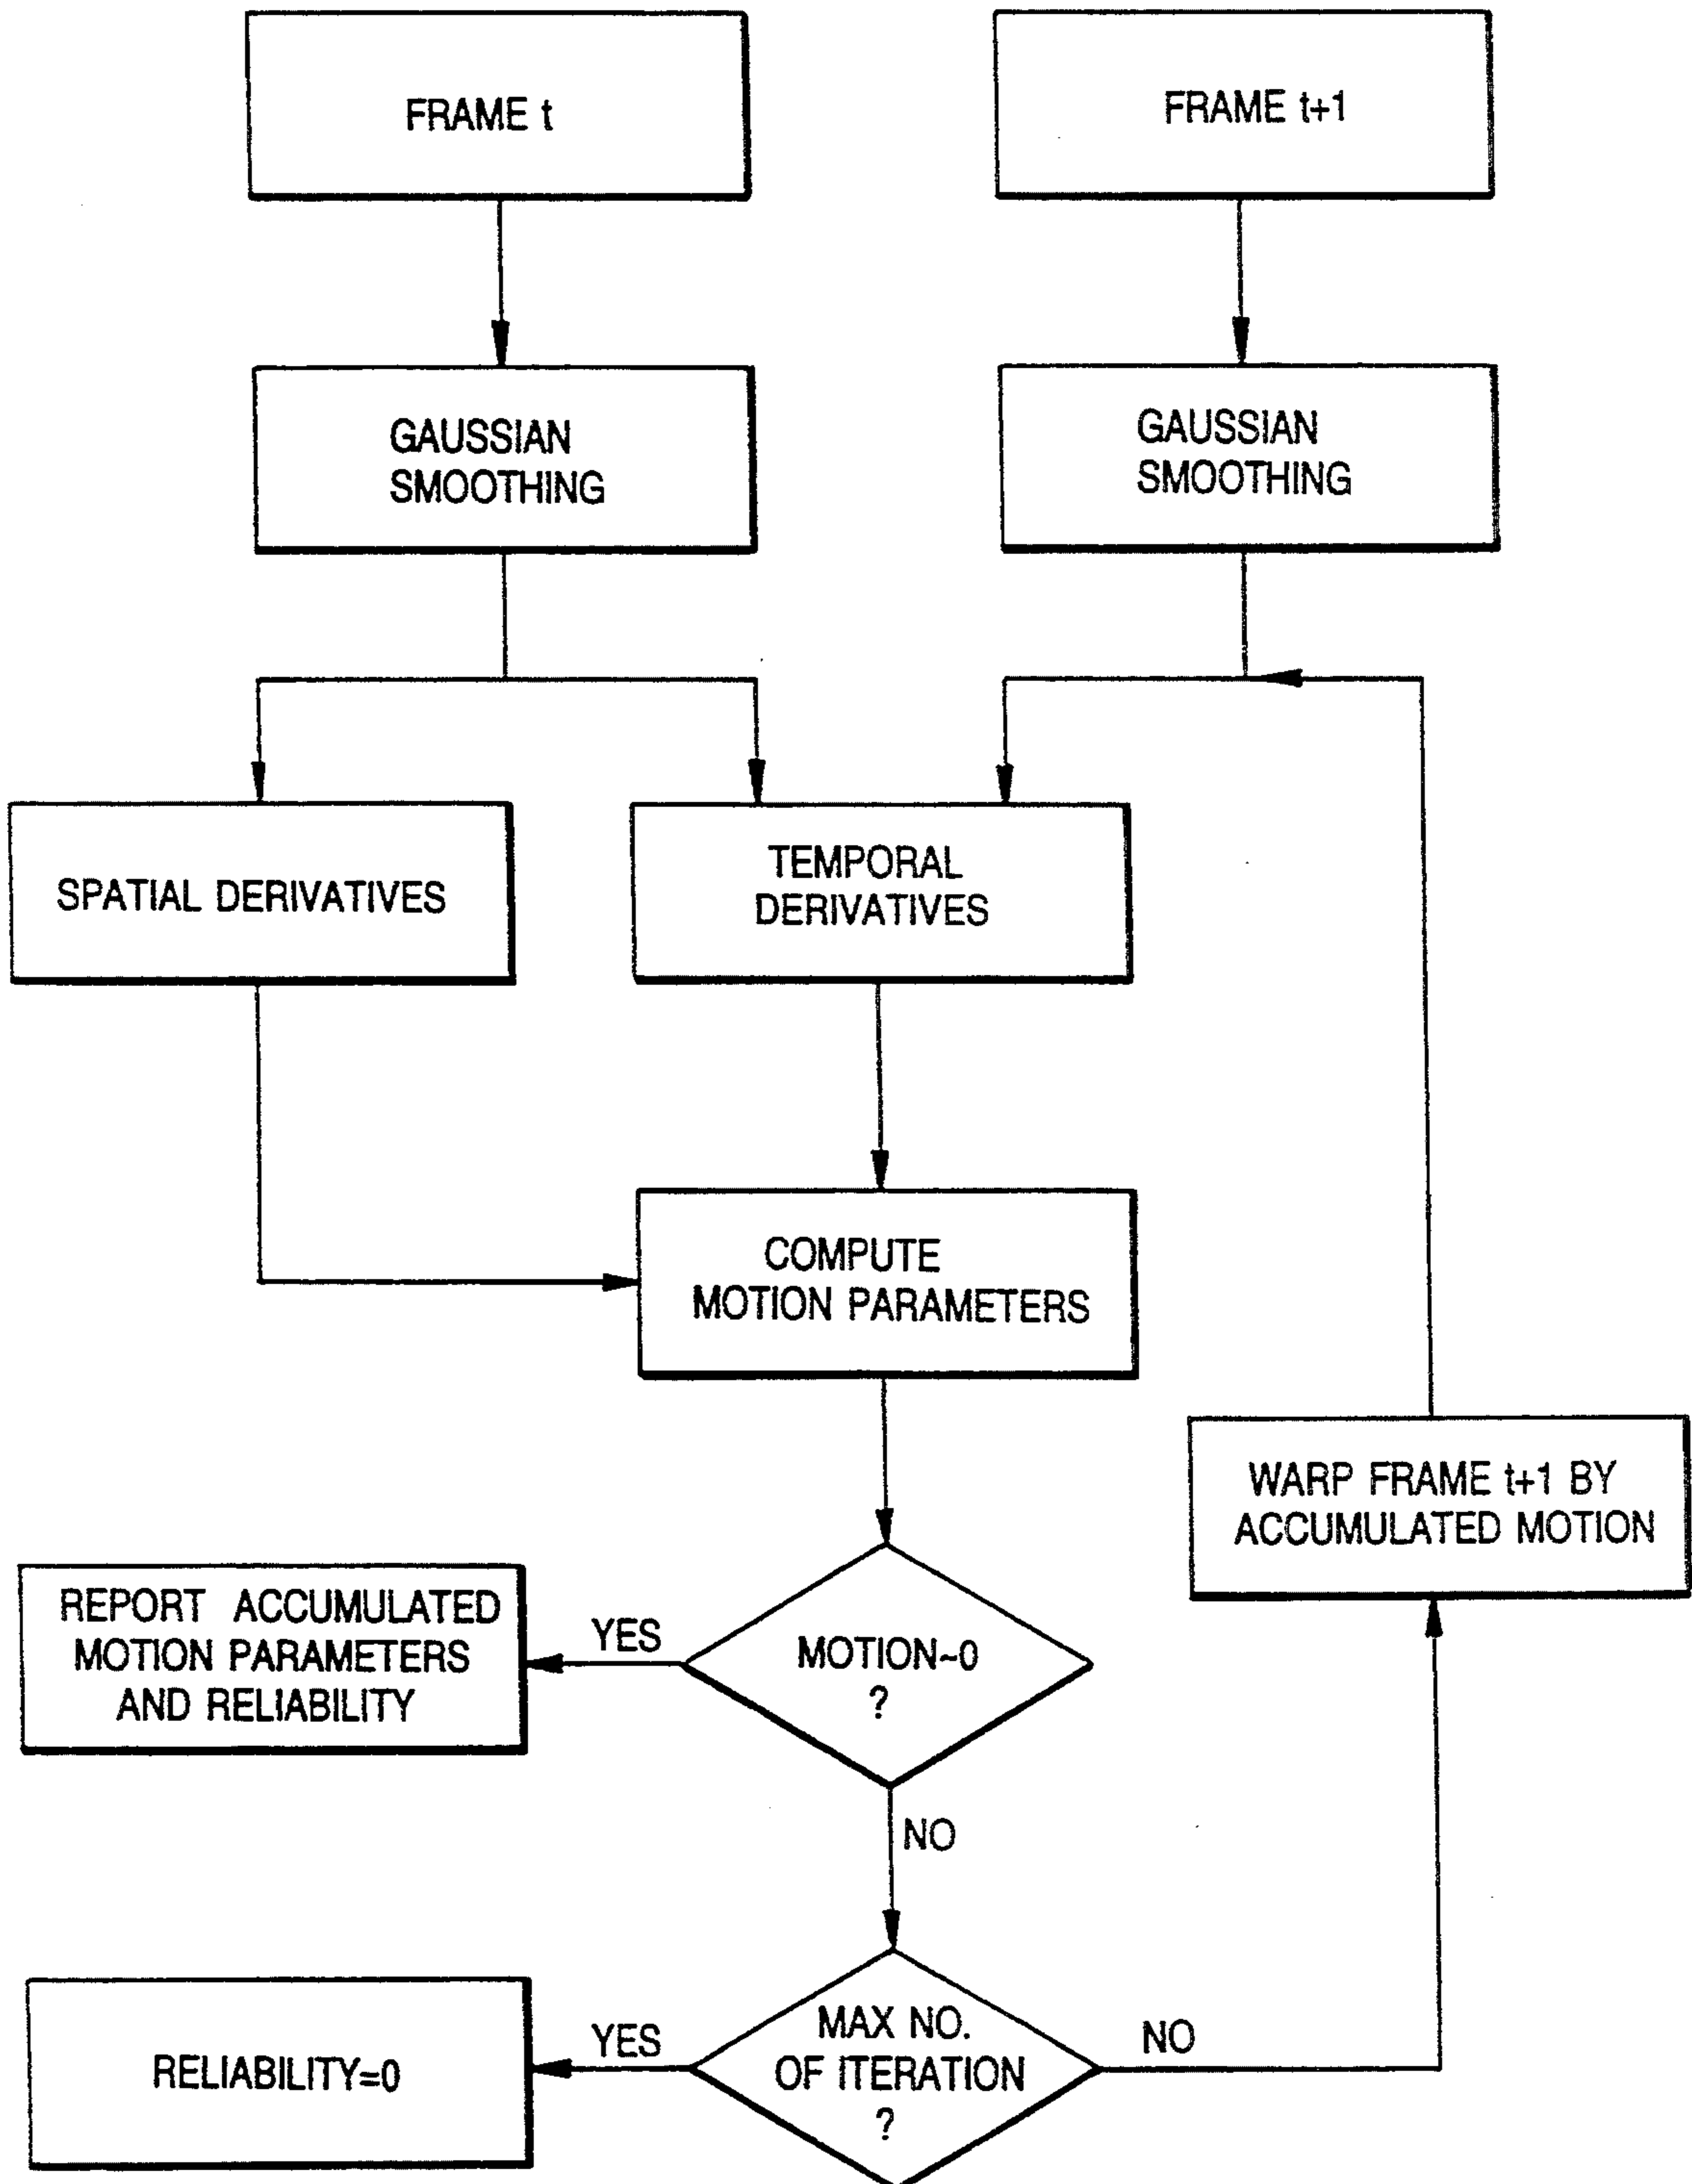 FRAME t
FRAME t+1
GAUSSIAN
SMOOTHING
GAUSSIAN
SMOOTHING
SPATIAL DERIVATIVES
TEMPORAL
DERIVATIVES
COMPUTE
MOTION PARAMETERS
WARP FRAME t+1 BY
ACCUMULATED MOTION
REPORT ACCUMULATED
MOTION PARAMETERS
AND RELIABILITY
YES
MOTION~0
?
NO
RELIABILITY=0
YES
MAX NO.
OF ITERATION
?
NO